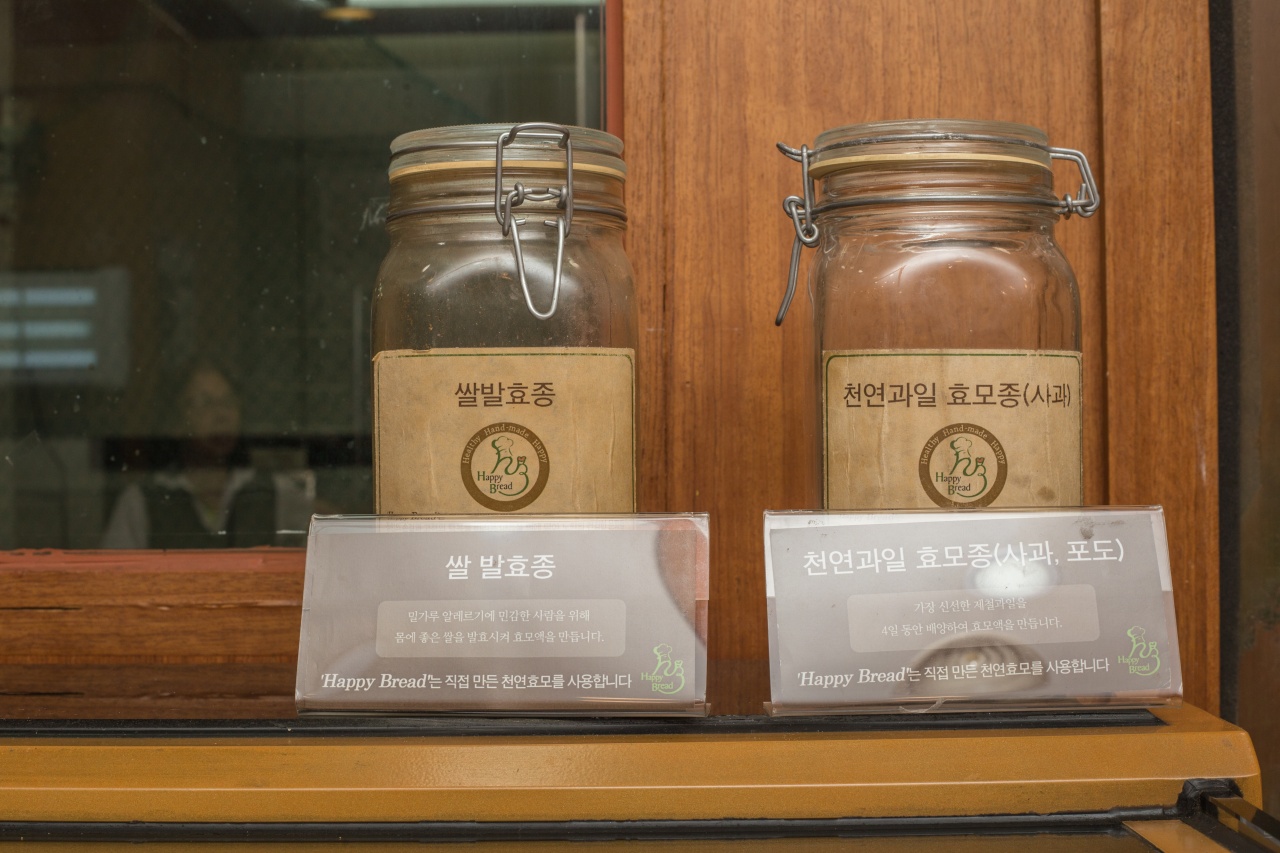 쌀발효종
Healthy Hand-made Happy
Happy
Bread
천연과일 효모종(사과)
Healthy Hand-made Happy
Happy
Bread
쌀 발효종
밀가루 알레르기에 민감한 사람을 위해
몸에 좋은 쌀을 발효시켜 효모액을 만듭니다.
'Happy Bread'는 직접 만든 천연효모를 사용합니다
Happy
Bread
천연과일 효모종(사과, 포도)
가장 신선한 제철과일을
4일 동안 배양하여 효모액을 만듭니다.
'Happy Bread'는 직접 만든 천연효모를 사용합니다
Happy
Bread